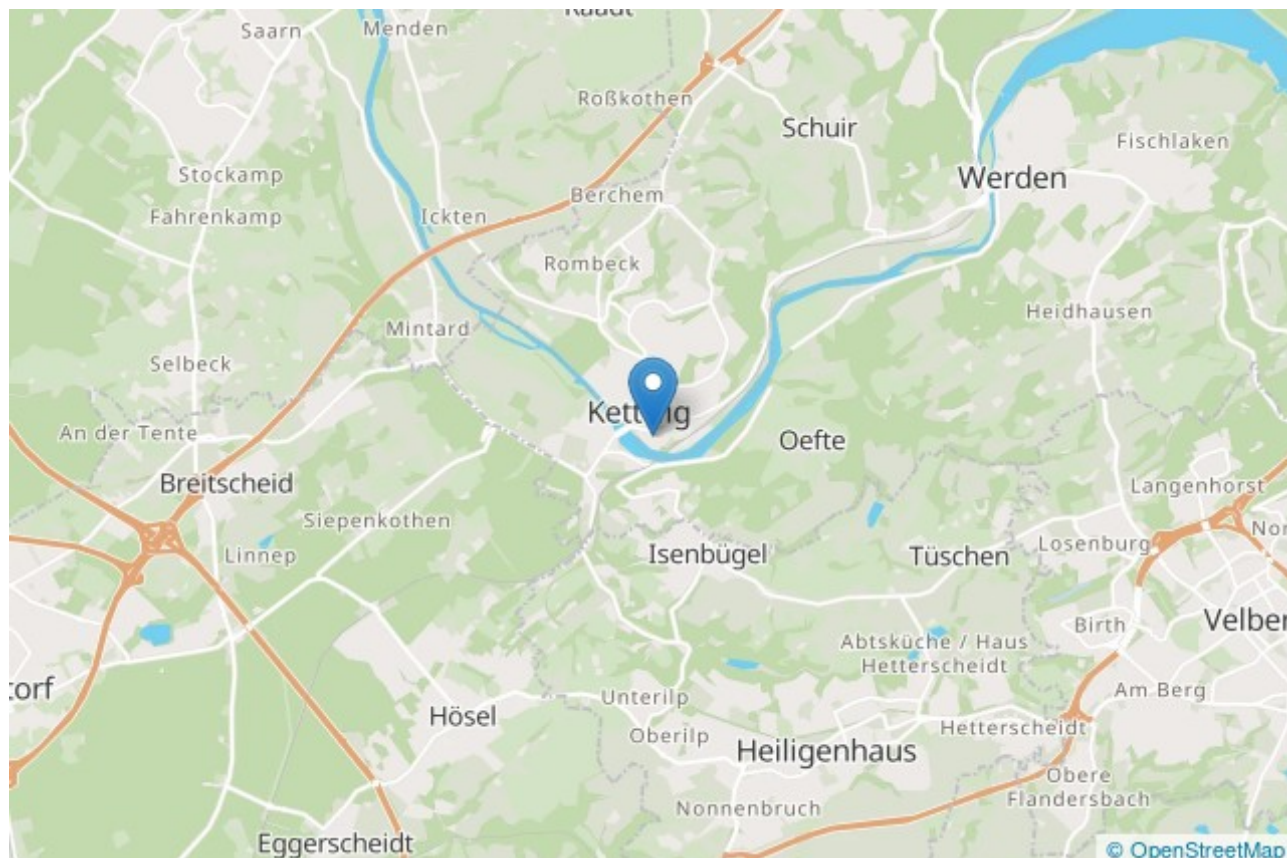 Saarn
Menden
Roßkothen
Schuir
Fischlaken
Stockamp
Werden
Berchem
Fahrenkamp
Ickten
Rombeck
Heidhausen
Mintard
Selbeck
An der Tente
Oefte
Breitscheid
Langenhorst
Siepenkothen
Losenburg
Linnep
Isenbügel
Tüschen
Birth
Abtsküche / Haus
Hetterscheidt
Am Berg
Unterilp
Hösel
Oberilp
Hetterscheidt
Heiligenhaus
Obere
Flandersbach
Nonnenbruch
Eggerscheidt
© OpenStreetMap